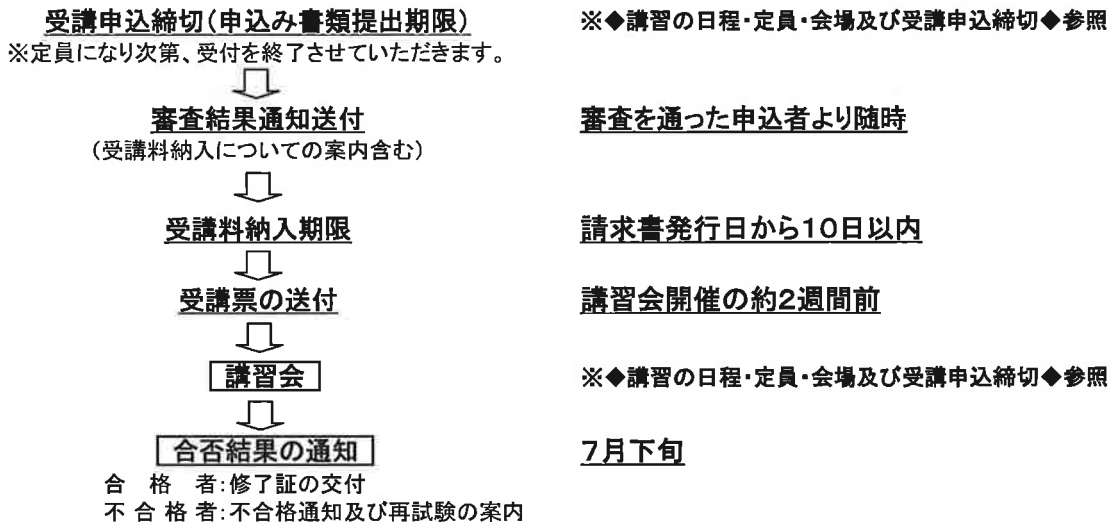 受講申込締切(申込み書類提出期限)
※◆講習の日程・定員・会場及び受講申込締切◆参照
※定員になり次第、受付を終了させていただきます。
審査結果通知送付
審査を通った申込者より随時
(受講料納入についての案内含む)
受講料納入期限
請求書発行日から10日以内
受講票の送付
講習会開催の約2週間前
講習会
※◆講習の日程・定員・会場及び受講申込締切◆参照
合否結果の通知
7月下旬
合 格 者:修了証の交付
不 合 格 者:不合格通知及び再試験の案内